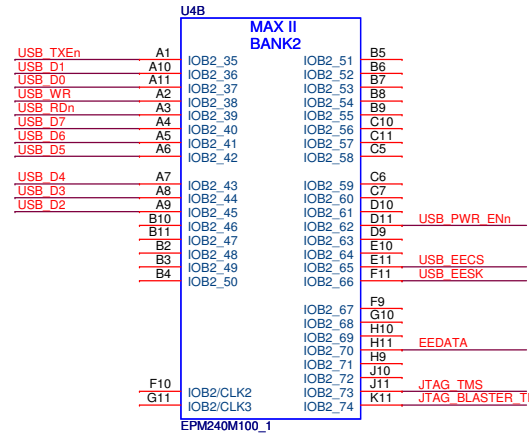 U4B
MAX II
BANK2
USB_TXEn A1 IOB2_35 IOB2_51 B5
USB_D1 A10 IOB2_36 IOB2_52 B6
USB_D0 A11 IOB2_37 IOB2_53 B7
USB_WR A2 IOB2_38 IOB2_54 B8
USB_RDn A3 IOB2_39 IOB2_55 B9
USB_D7 A4 IOB2_40 IOB2_56 C10
USB_D6 A5 IOB2_41 IOB2_57 C11
USB_D5 A6 IOB2_42 IOB2_58 C5
USB_D4 A7 IOB2_43 IOB2_59 C6
USB_D3 A8 IOB2_44 IOB2_60 C7
USB_D2 A9 IOB2_45 IOB2_61 D10
B10 IOB2_46 IOB2_62 D11 USB_PWR_ENn
B11 IOB2_47 IOB2_63 D9
B2 IOB2_48 IOB2_64 E10
B3 IOB2_49 IOB2_65 E11 USB_EECS
B4 IOB2_50 IOB2_66 F11 USB_EESK
IOB2_67 F9
IOB2_68 G10
IOB2_69 H10
IOB2_70 H11 EEDATA
IOB2_71 H9
IOB2_72 J10
F10 IOB2/CLK2 IOB2_73 J11 JTAG_TMS
G11 IOB2/CLK3 IOB2_74 K11
EPM240M100_1